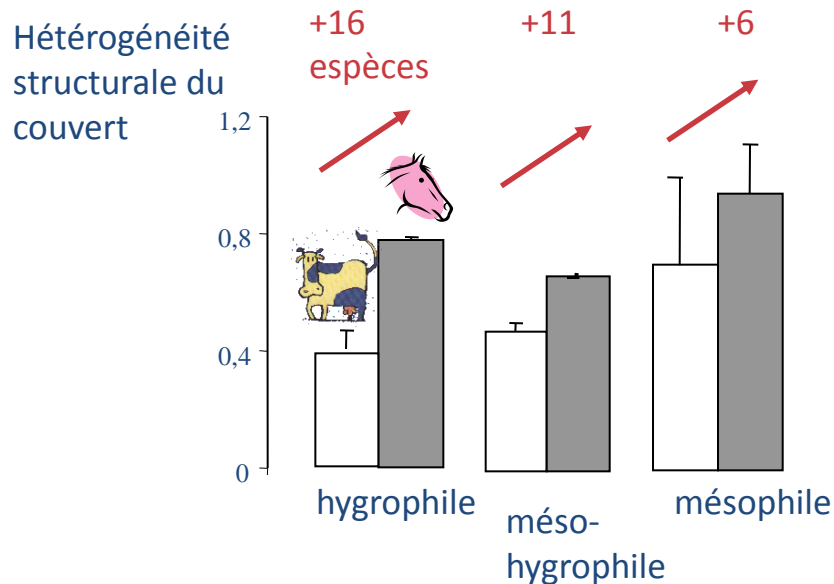 Hétérogénéité
structurale du
couvert
+16
espèces
+11
+6
1,2
0,8
0,4
0
hygrophile
méso-
hygrophile
mésophile